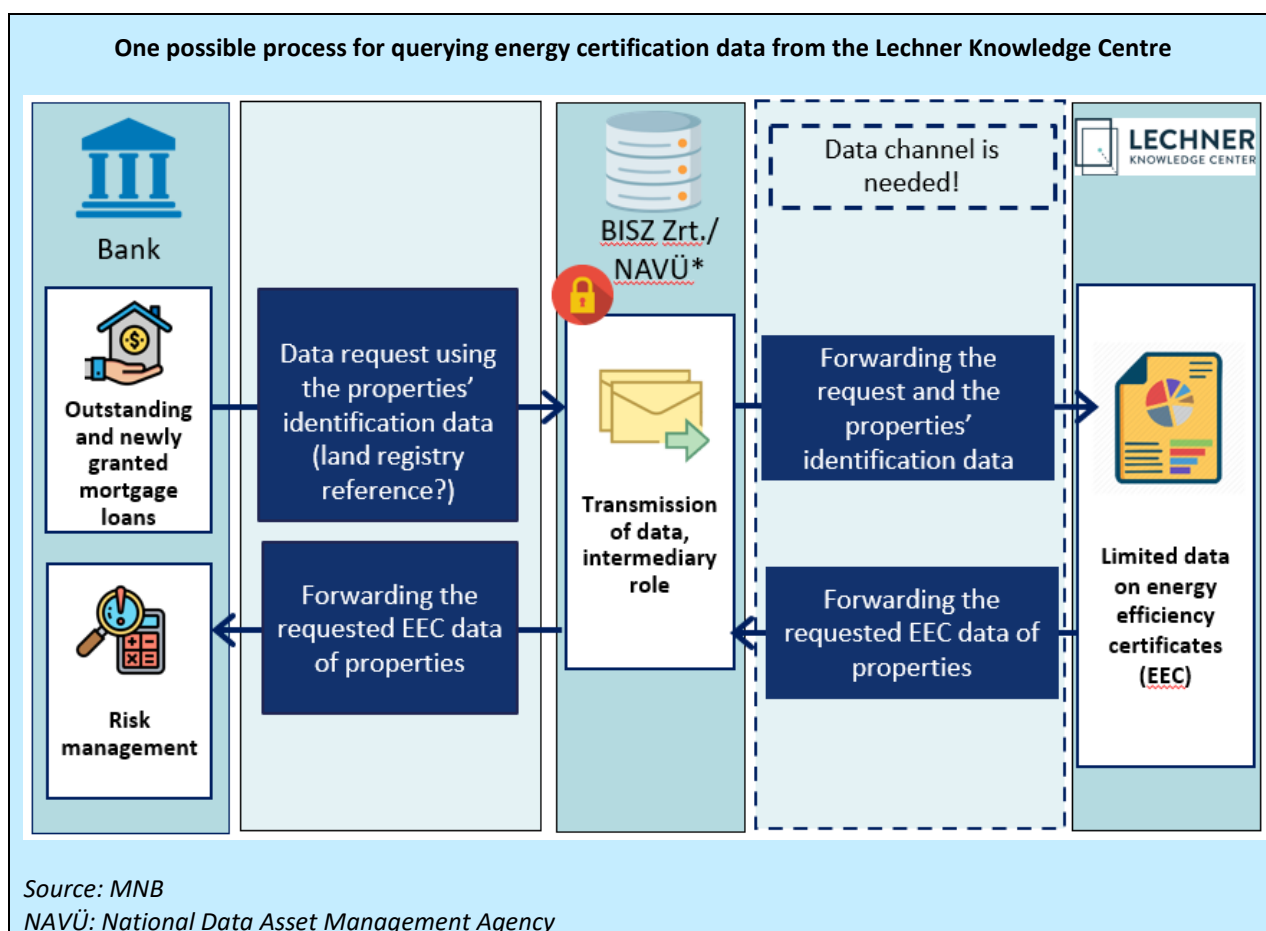 One possible process for querying energy certification data from the Lechner Knowledge Centre
Bank
Outstanding
and newly
granted
mortgage
loans
Risk
management
Data request using
the properties’
identification data
(land registry
reference?)
Forwarding the
requested EEC data
of properties
BISZ Zrt./
NAVÜ*
Transmission
of data,
intermediary
role
Data channel is
needed!
Forwarding the
request and the
properties’
identification data
Forwarding the
requested EEC data of
properties
LECHNER
KNOWLEDGE CENTER
Limited data
on energy
efficiency
certificates
(EEC)
Source: MNB
NAVÜ: National Data Asset Management Agency